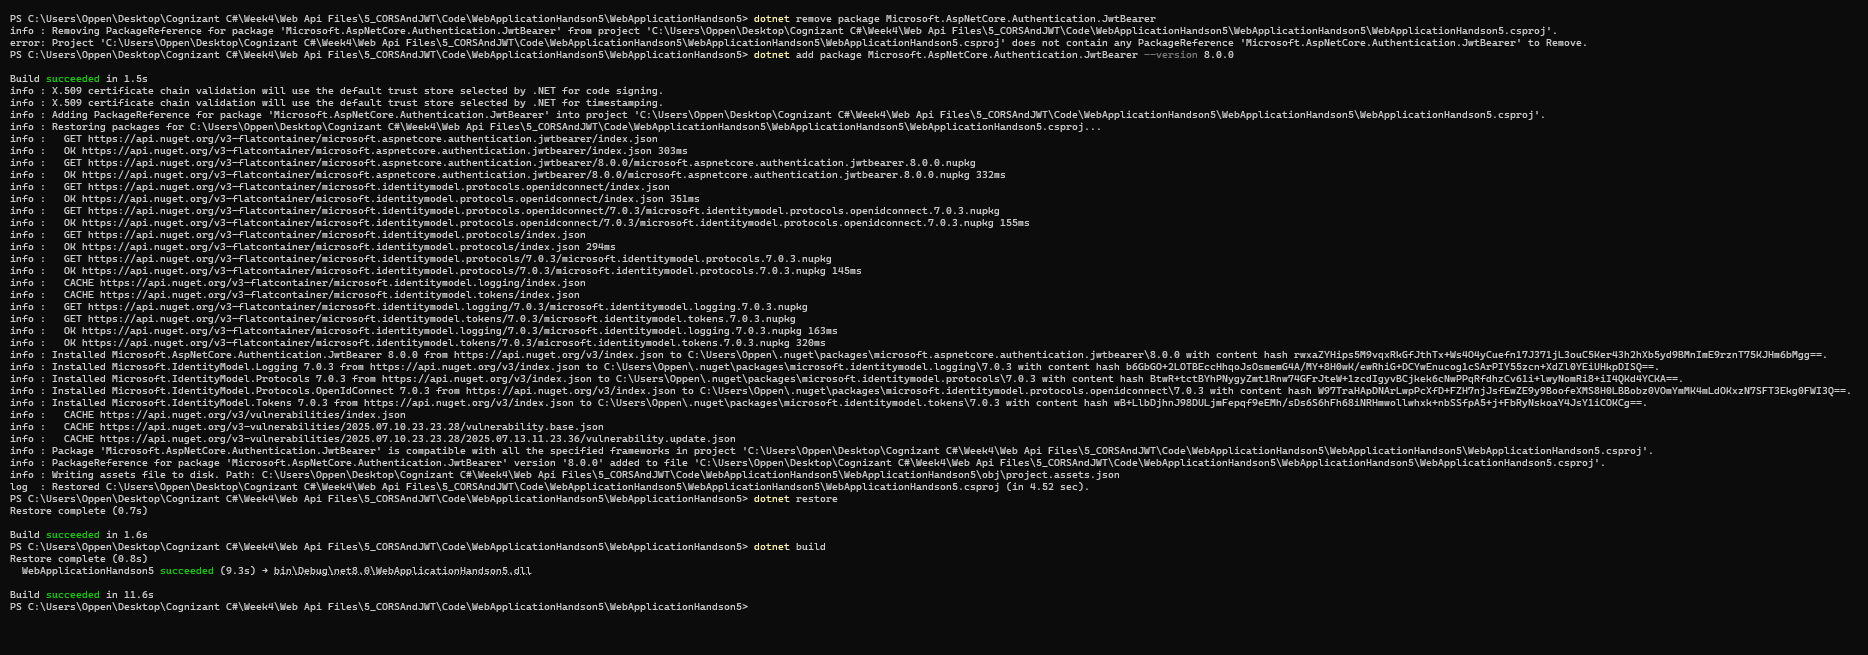 PS C:\Users\Oppen\Desktop\Cognizant C#\Week4\Web Api Files\5_CORSAndJWT\Code\WebApplicationHandson5\WebApplicationHandson5> dotnet remove package Microsoft.AspNetCore.Authentication.JwtBearer
info : Removing PackageReference for package 'Microsoft.AspNetCore.Authentication.JwtBearer' from project 'C:\Users\Oppen\Desktop\Cognizant C#\Week4\Web Api Files\5_CORSAndJWT\Code\WebApplicationHandson5\WebApplicationHandson5\WebApplicationHandson5.csproj'.
error: Project 'C:\Users\Oppen\Desktop\Cognizant C#\Week4\Web Api Files\5_CORSAndJWT\Code\WebApplicationHandson5\WebApplicationHandson5\WebApplicationHandson5.csproj' does not contain any PackageReference 'Microsoft.AspNetCore.Authentication.JwtBearer' to Remove.
PS C:\Users\Oppen\Desktop\Cognizant C#\Week4\Web Api Files\5_CORSAndJWT\Code\WebApplicationHandson5\WebApplicationHandson5> dotnet add package Microsoft.AspNetCore.Authentication.JwtBearer --version 8.0.0
Build succeeded in 1.5s
info : X.509 certificate chain validation will use the default trust store selected by .NET for code signing.
info : X.509 certificate chain validation will use the default trust store selected by .NET for timestamping.
info : Adding PackageReference for package 'Microsoft.AspNetCore.Authentication.JwtBearer' into project 'C:\Users\Oppen\Desktop\Cognizant C#\Week4\Web Api Files\5_CORSAndJWT\Code\WebApplicationHandson5\WebApplicationHandson5\WebApplicationHandson5.csproj'.
info : Restoring packages for C:\Users\Oppen\Desktop\Cognizant C#\Week4\Web Api Files\5_CORSAndJWT\Code\WebApplicationHandson5\WebApplicationHandson5\WebApplicationHandson5.csproj...
info :   GET https://api.nuget.org/v3-flatcontainer/microsoft.aspnetcore.authentication.jwtbearer/index.json
info :   OK https://api.nuget.org/v3-flatcontainer/microsoft.aspnetcore.authentication.jwtbearer/index.json 303ms
info :   GET https://api.nuget.org/v3-flatcontainer/microsoft.aspnetcore.authentication.jwtbearer/8.0.0/microsoft.aspnetcore.authentication.jwtbearer.8.0.0.nupkg
info :   OK https://api.nuget.org/v3-flatcontainer/microsoft.aspnetcore.authentication.jwtbearer/8.0.0/microsoft.aspnetcore.authentication.jwtbearer.8.0.0.nupkg 332ms
info :   GET https://api.nuget.org/v3-flatcontainer/microsoft.identitymodel.protocols.openidconnect/index.json
info :   OK https://api.nuget.org/v3-flatcontainer/microsoft.identitymodel.protocols.openidconnect/index.json 351ms
info :   GET https://api.nuget.org/v3-flatcontainer/microsoft.identitymodel.protocols.openidconnect/7.0.3/microsoft.identitymodel.protocols.openidconnect.7.0.3.nupkg
info :   OK https://api.nuget.org/v3-flatcontainer/microsoft.identitymodel.protocols.openidconnect/7.0.3/microsoft.identitymodel.protocols.openidconnect.7.0.3.nupkg 155ms
info :   GET https://api.nuget.org/v3-flatcontainer/microsoft.identitymodel.protocols/index.json
info :   OK https://api.nuget.org/v3-flatcontainer/microsoft.identitymodel.protocols/index.json 294ms
info :   GET https://api.nuget.org/v3-flatcontainer/microsoft.identitymodel.protocols/7.0.3/microsoft.identitymodel.protocols.7.0.3.nupkg
info :   OK https://api.nuget.org/v3-flatcontainer/microsoft.identitymodel.protocols/7.0.3/microsoft.identitymodel.protocols.7.0.3.nupkg 145ms
info :   CACHE https://api.nuget.org/v3-flatcontainer/microsoft.identitymodel.logging/index.json
info :   CACHE https://api.nuget.org/v3-flatcontainer/microsoft.identitymodel.tokens/index.json
info :   GET https://api.nuget.org/v3-flatcontainer/microsoft.identitymodel.logging/7.0.3/microsoft.identitymodel.logging.7.0.3.nupkg
info :   GET https://api.nuget.org/v3-flatcontainer/microsoft.identitymodel.tokens/7.0.3/microsoft.identitymodel.tokens.7.0.3.nupkg
info :   OK https://api.nuget.org/v3-flatcontainer/microsoft.identitymodel.logging/7.0.3/microsoft.identitymodel.logging.7.0.3.nupkg 163ms
info :   OK https://api.nuget.org/v3-flatcontainer/microsoft.identitymodel.tokens/7.0.3/microsoft.identitymodel.tokens.7.0.3.nupkg 320ms
info : Installed Microsoft.AspNetCore.Authentication.JwtBearer 8.0.0 from https://api.nuget.org/v3/index.json to C:\Users\Oppen\.nuget\packages\microsoft.aspnetcore.authentication.jwtbearer\8.0.0 with content hash
info : Installed Microsoft.IdentityModel.Logging 7.0.3 from https://api.nuget.org/v3/index.json to C:\Users\Oppen\.nuget\packages\microsoft.identitymodel.logging\7.0.3 with content hash
info : Installed Microsoft.IdentityModel.Protocols 7.0.3 from https://api.nuget.org/v3/index.json to C:\Users\Oppen\.nuget\packages\microsoft.identitymodel.protocols\7.0.3 with content hash
info : Installed Microsoft.IdentityModel.Protocols.OpenIdConnect 7.0.3 from https://api.nuget.org/v3/index.json to C:\Users\Oppen\.nuget\packages\microsoft.identitymodel.protocols.openidconnect\7.0.3 with content hash
info : Installed Microsoft.IdentityModel.Tokens 7.0.3 from https://api.nuget.org/v3/index.json to C:\Users\Oppen\.nuget\packages\microsoft.identitymodel.tokens\7.0.3 with content hash
info :   CACHE https://api.nuget.org/v3/vulnerabilities/index.json
info :   CACHE https://api.nuget.org/v3-vulnerabilities/2025.07.10.23.23.28/vulnerability.base.json
info :   CACHE https://api.nuget.org/v3-vulnerabilities/2025.07.10.23.23.28/2025.07.13.11.23.36/vulnerability.update.json
info : Package 'Microsoft.AspNetCore.Authentication.JwtBearer' is compatible with all the specified frameworks in project 'C:\Users\Oppen\Desktop\Cognizant C#\Week4\Web Api Files\5_CORSAndJWT\Code\WebApplicationHandson5\WebApplicationHandson5\WebApplicationHandson5.csproj'.
info : PackageReference for package 'Microsoft.AspNetCore.Authentication.JwtBearer' version '8.0.0' added to file 'C:\Users\Oppen\Desktop\Cognizant C#\Week4\Web Api Files\5_CORSAndJWT\Code\WebApplicationHandson5\WebApplicationHandson5\WebApplicationHandson5.csproj'.
info : Writing assets file to disk. Path: C:\Users\Oppen\Desktop\Cognizant C#\Week4\Web Api Files\5_CORSAndJWT\Code\WebApplicationHandson5\WebApplicationHandson5\obj\project.assets.json
log  : Restored C:\Users\Oppen\Desktop\Cognizant C#\Week4\Web Api Files\5_CORSAndJWT\Code\WebApplicationHandson5\WebApplicationHandson5\WebApplicationHandson5.csproj (in 4.52 sec).
PS C:\Users\Oppen\Desktop\Cognizant C#\Week4\Web Api Files\5_CORSAndJWT\Code\WebApplicationHandson5\WebApplicationHandson5> dotnet restore
Restore complete (0.7s)
Build succeeded in 1.6s
PS C:\Users\Oppen\Desktop\Cognizant C#\Week4\Web Api Files\5_CORSAndJWT\Code\WebApplicationHandson5\WebApplicationHandson5> dotnet build
Restore complete (0.8s)
  WebApplicationHandson5 succeeded (9.3s) → bin\Debug\net8.0\WebApplicationHandson5.dll
Build succeeded in 11.6s
PS C:\Users\Oppen\Desktop\Cognizant C#\Week4\Web Api Files\5_CORSAndJWT\Code\WebApplicationHandson5\WebApplicationHandson5>